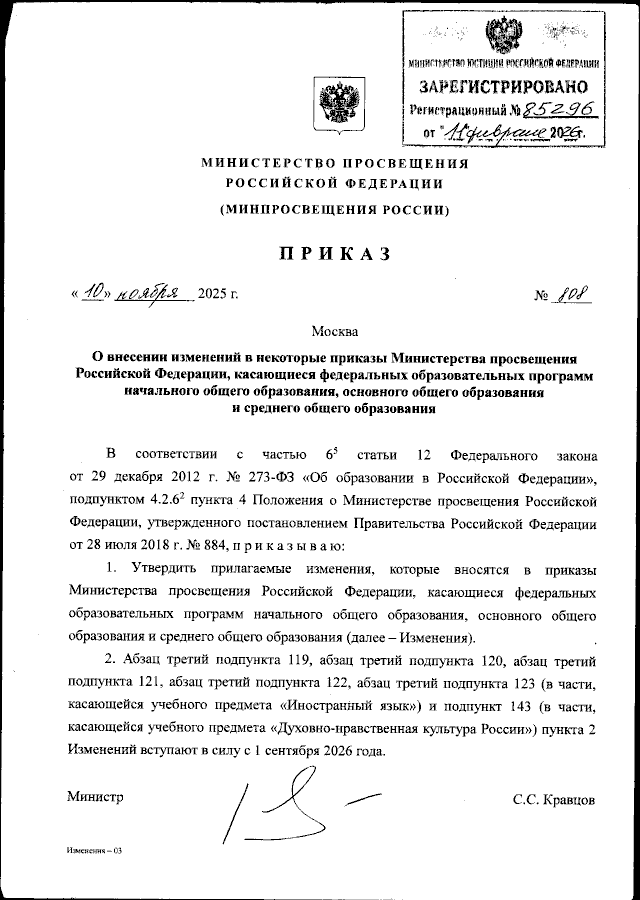 МИНИСТЕРСТВО ЮСТИЦИИ РОССИЙСКОЙ ФЕДЕРАЦИИ
ЗАРЕГИСТРИРОВАНО
Регистрационный № 85296
от "11" февраля 2026г.
МИНИСТЕРСТВО ПРОСВЕЩЕНИЯ
РОССИЙСКОЙ ФЕДЕРАЦИИ
(МИНПРОСВЕЩЕНИЯ РОССИИ)
ПРИКАЗ
« 10 » ноября 2025 г.
№ 808
Москва
О внесении изменений в некоторые приказы Министерства просвещения
Российской Федерации, касающиеся федеральных образовательных программ
начального общего образования, основного общего образования
и среднего общего образования
В соответствии с частью 6⁵ статьи 12 Федерального закона
от 29 декабря 2012 г. № 273-ФЗ «Об образовании в Российской Федерации»,
подпунктом 4.2.6² пункта 4 Положения о Министерстве просвещения Российской
Федерации, утвержденного постановлением Правительства Российской Федерации
от 28 июля 2018 г. № 884, п р и к а з ы в а ю:
1. Утвердить прилагаемые изменения, которые вносятся в приказы
Министерства просвещения Российской Федерации, касающиеся федеральных
образовательных программ начального общего образования, основного общего
образования и среднего общего образования (далее – Изменения).
2. Абзац третий подпункта 119, абзац третий подпункта 120, абзац третий
подпункта 121, абзац третий подпункта 122, абзац третий подпункта 123 (в части,
касающейся учебного предмета «Иностранный язык») и подпункт 143 (в части,
касающейся учебного предмета «Духовно-нравственная культура России») пункта 2
Изменений вступают в силу с 1 сентября 2026 года.
Министр
С.С. Кравцов
Изменения – 03